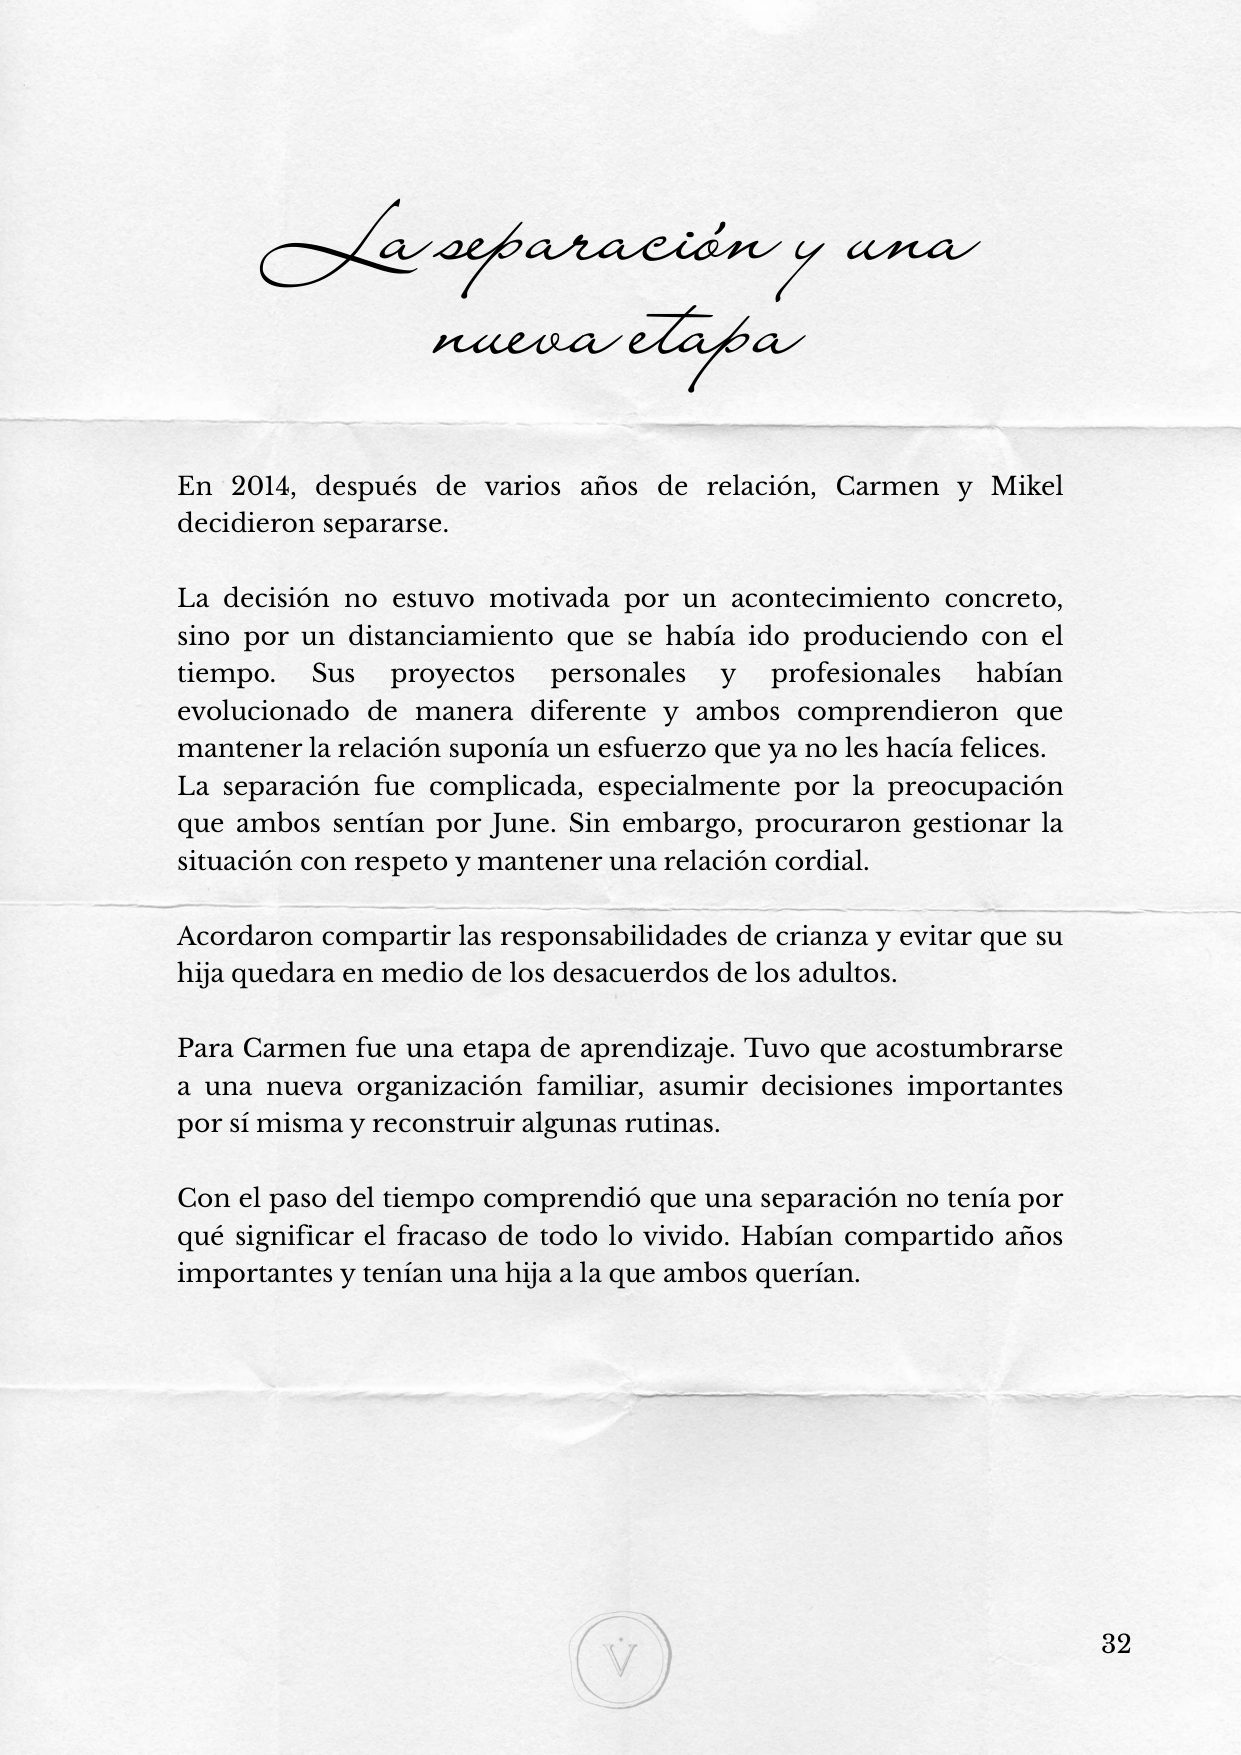 La separación y una
nueva etapa
En 2014, después de varios años de relación, Carmen y Mikel
decidieron separarse.
La decisión no estuvo motivada por un acontecimiento concreto,
sino por un distanciamiento que se había ido produciendo con el
tiempo. Sus proyectos personales y profesionales habían
evolucionado de manera diferente y ambos comprendieron que
mantener la relación suponía un esfuerzo que ya no les hacía felices.
La separación fue complicada, especialmente por la preocupación
que ambos sentían por June. Sin embargo, procuraron gestionar la
situación con respeto y mantener una relación cordial.
Acordaron compartir las responsabilidades de crianza y evitar que su
hija quedara en medio de los desacuerdos de los adultos.
Para Carmen fue una etapa de aprendizaje. Tuvo que acostumbrarse
a una nueva organización familiar, asumir decisiones importantes
por sí misma y reconstruir algunas rutinas.
Con el paso del tiempo comprendió que una separación no tenía por
qué significar el fracaso de todo lo vivido. Habían compartido años
importantes y tenían una hija a la que ambos querían.
V
32